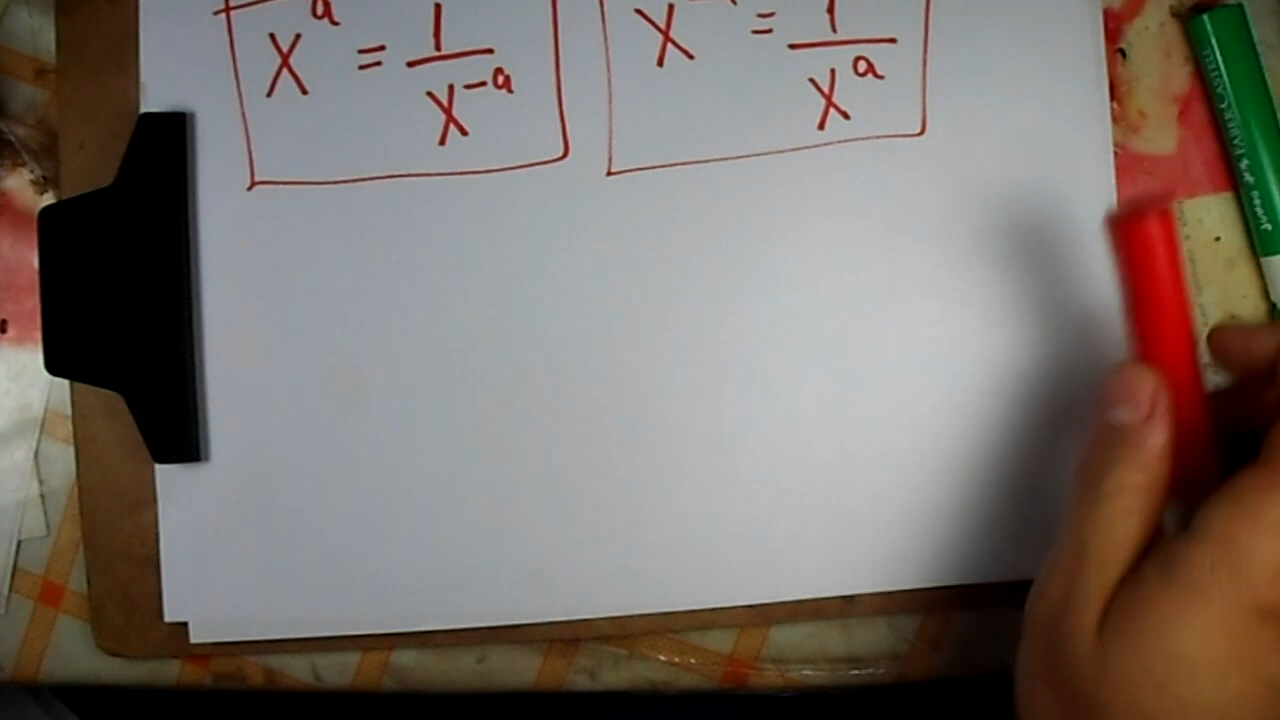 xᵃ = 1/x⁻ᵃ
x⁻ᵃ = 1/xᵃ
FABER-CASTELL